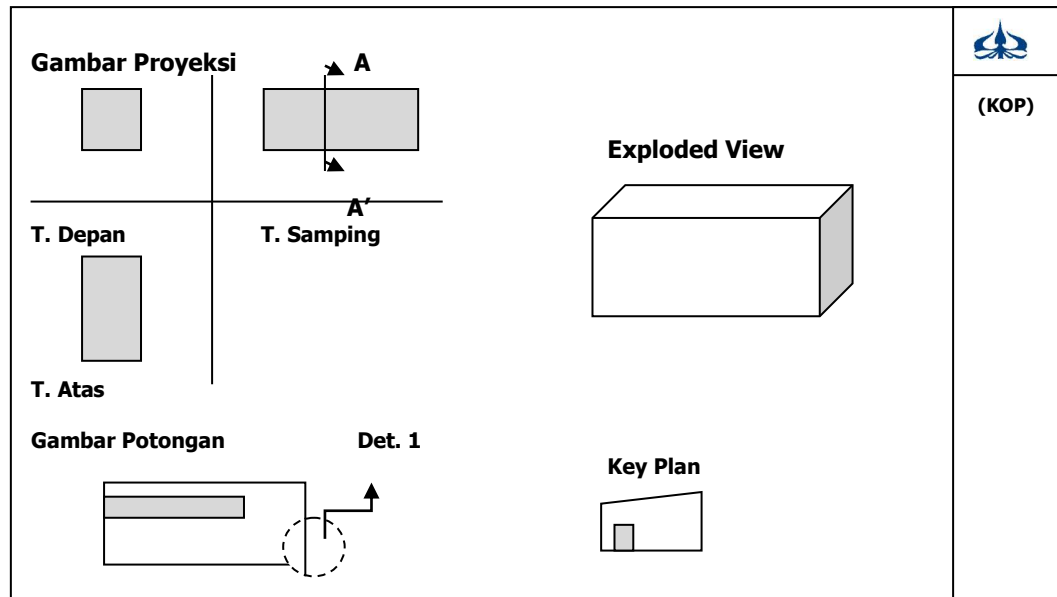 Gambar Proyeksi
A
(KOP)
Exploded View
A'
T. Depan
T. Samping
T. Atas
Gambar Potongan
Det. 1
Key Plan